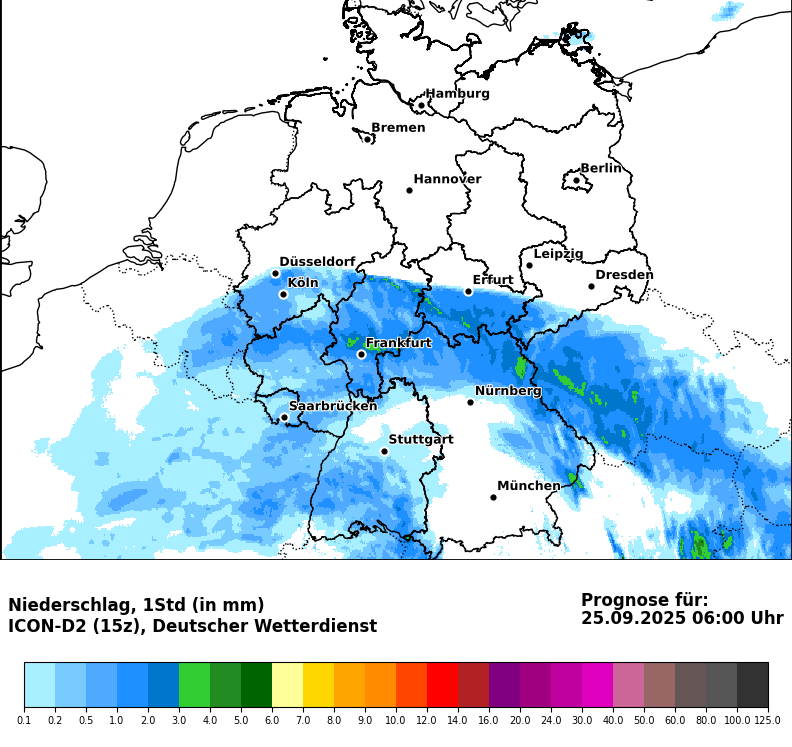 Hamburg
Bremen
Berlin
Hannover
Leipzig
Düsseldorf
Dresden
Köln
Erfurt
Frankfurt
Nürnberg
Saarbrücken
Stuttgart
München
Niederschlag, 1Std (in mm)
ICON-D2 (15z), Deutscher Wetterdienst
Prognose für:
25.09.2025 06:00 Uhr
0.1 0.2 0.5 1.0 2.0 3.0 4.0 5.0 6.0 7.0 8.0 9.0 10.0 12.0 14.0 16.0 20.0 24.0 30.0 40.0 50.0 60.0 80.0 100.0 125.0